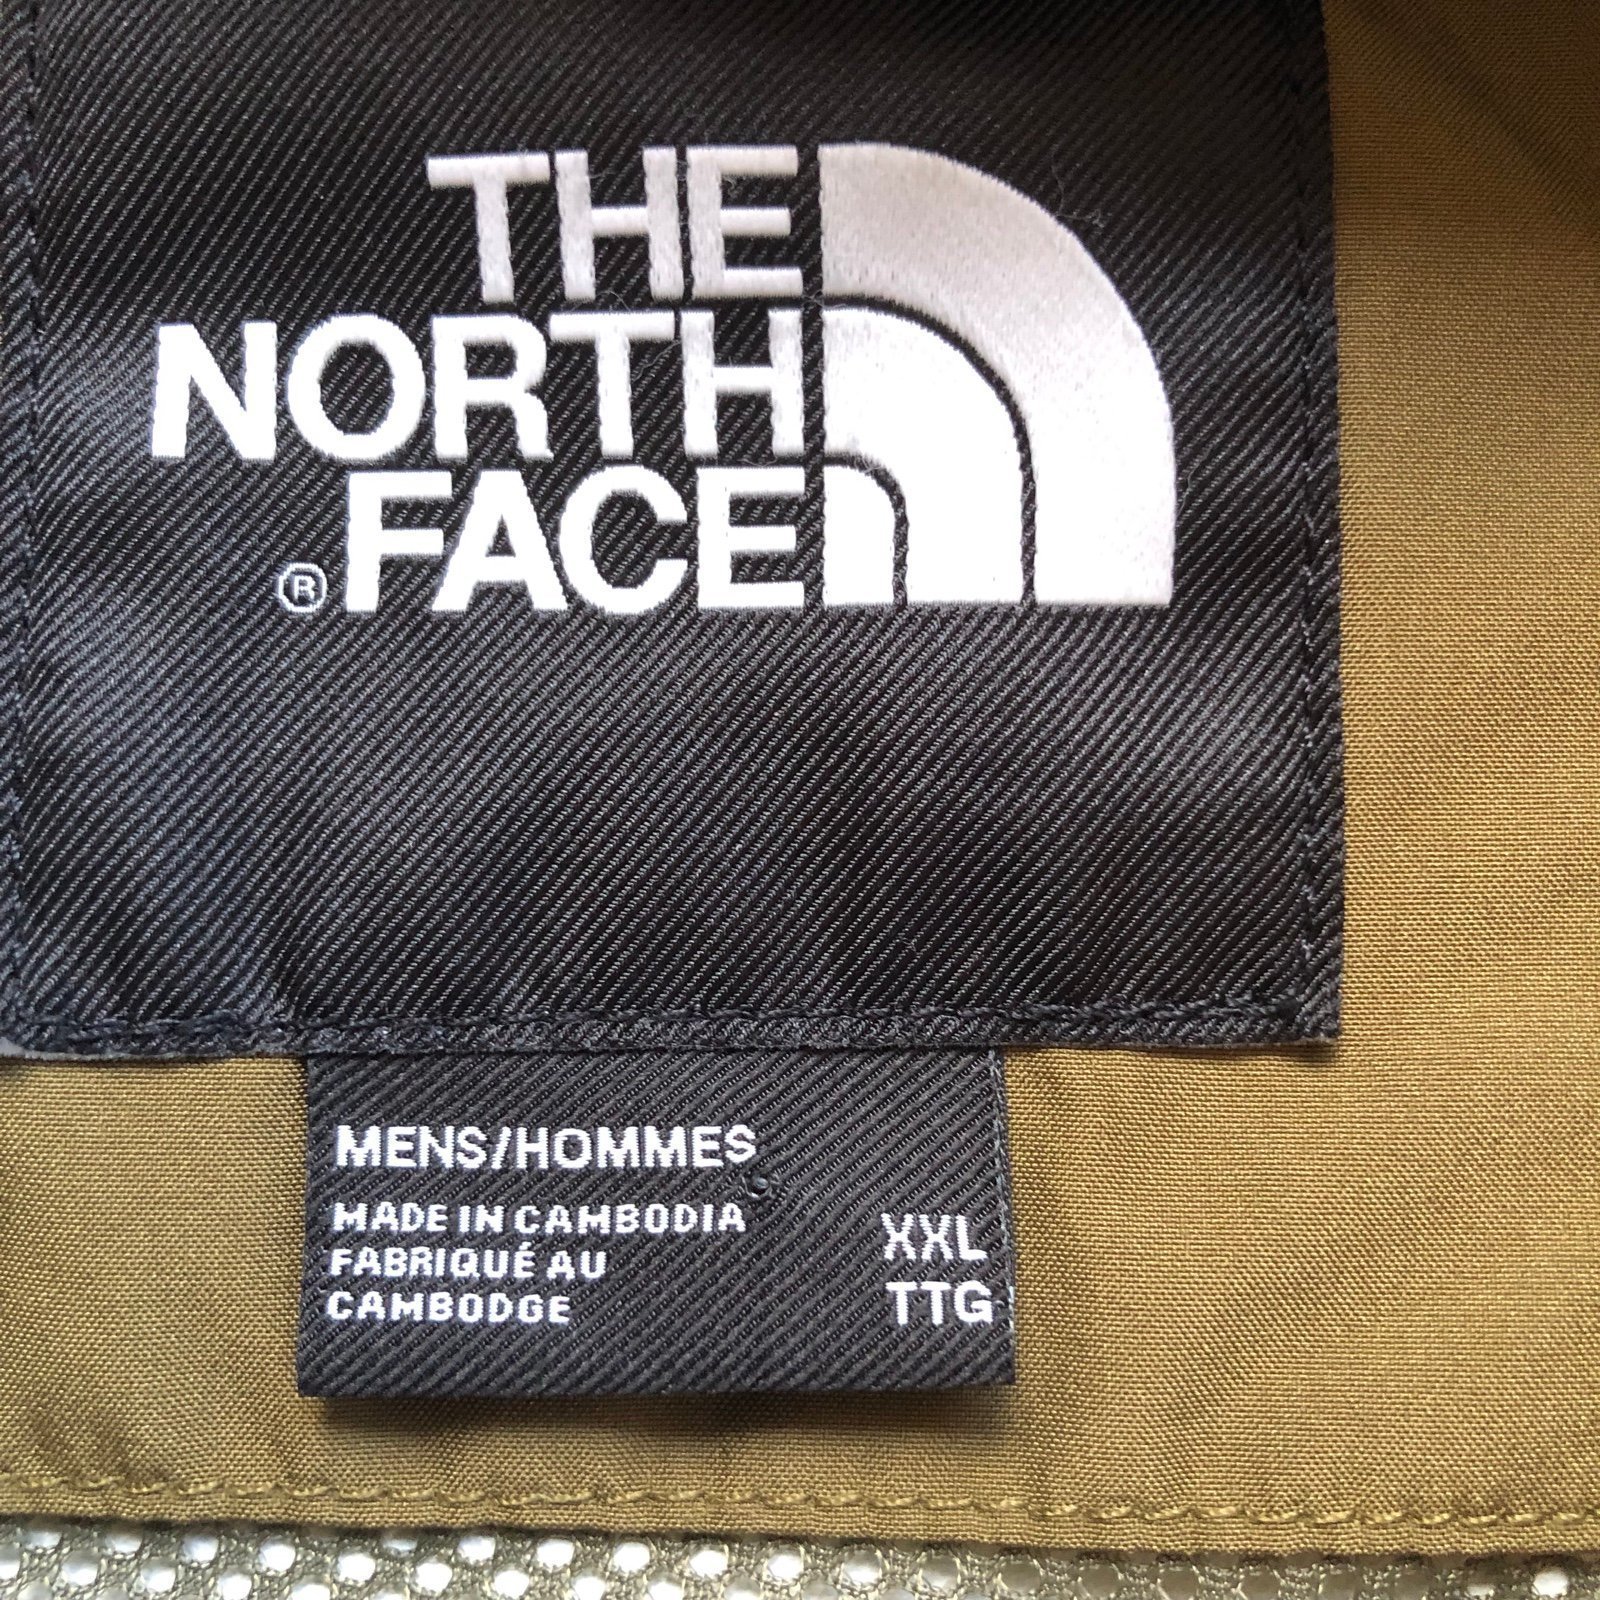 THE
NORTH
® FACE
MENS/HOMMES
MADE IN CAMBODIA
FABRIQUÉ AU
CAMBODGE
XXL
TTG